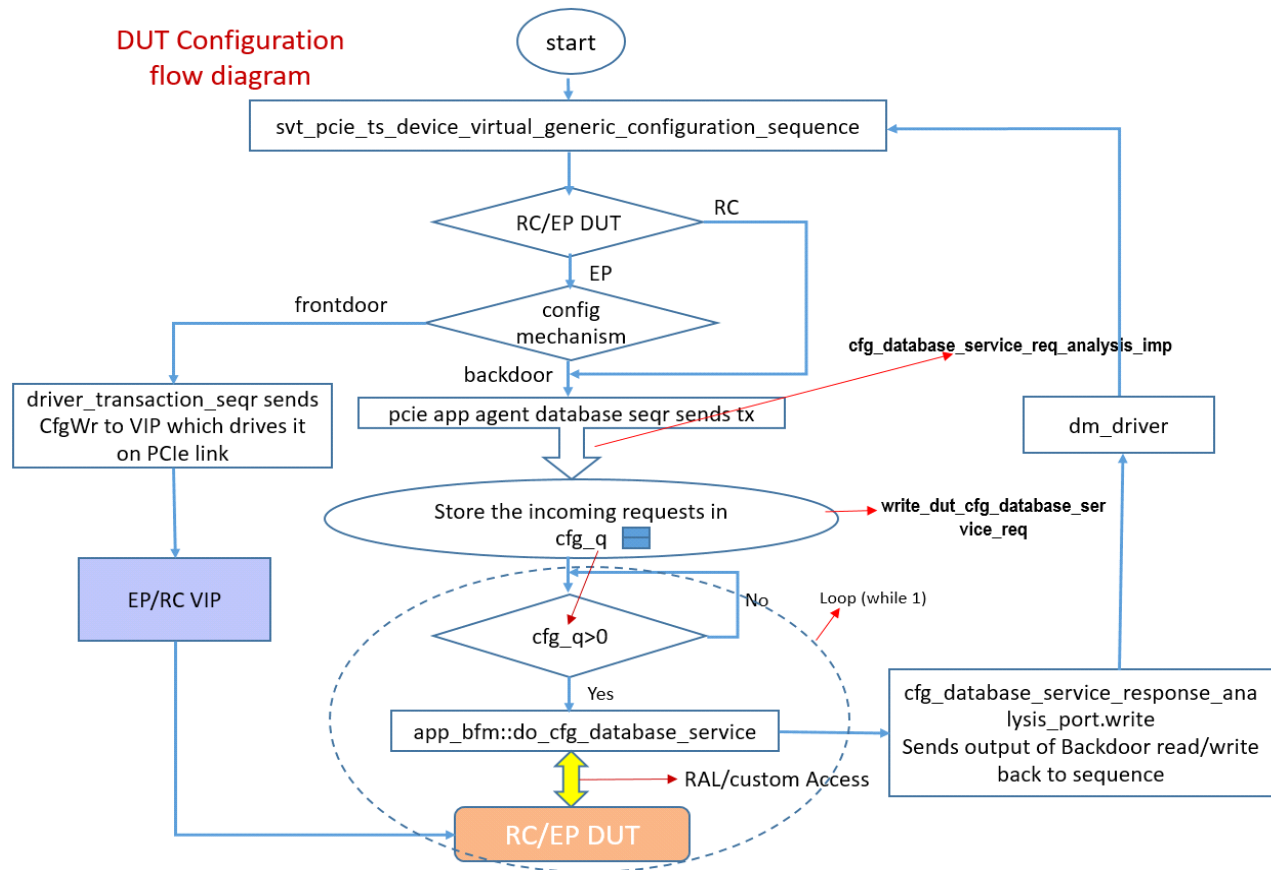 DUT Configuration
flow diagram
start
svt_pcie_ts_device_virtual_generic_configuration_sequence
RC/EP DUT
RC
EP
frontdoor
config
mechanism
backdoor
cfg_database_service_req_analysis_imp
driver_transaction_seqr sends
CfgWr to VIP which drives it
on PCIe link
pcie app agent database seqr sends tx
dm_driver
Store the incoming requests in
cfg_q
write_dut_cfg_database_ser
vice_req
EP/RC VIP
No
Loop (while 1)
cfg_q>0
Yes
app_bfm::do_cfg_database_service
cfg_database_service_response_ana
lysis_port.write
Sends output of Backdoor read/write
back to sequence
RAL/custom Access
RC/EP DUT